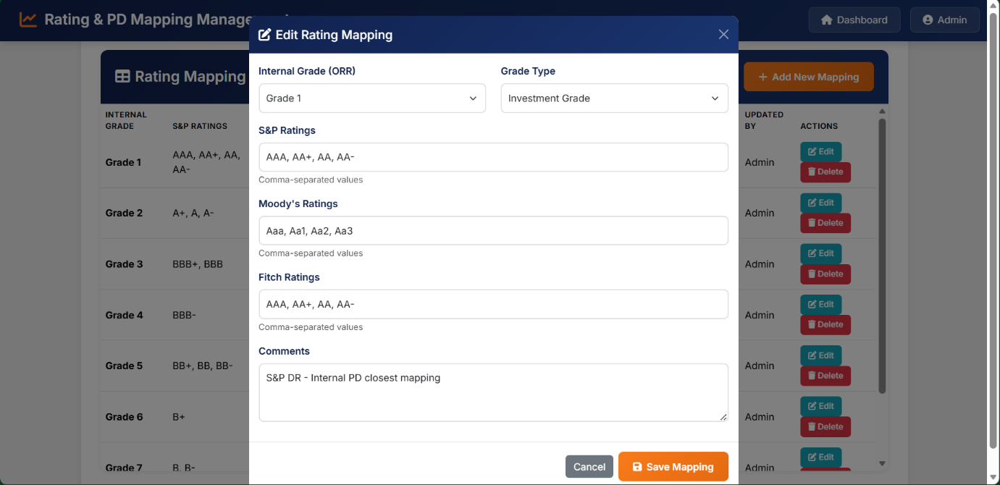 Rating & PD Mapping Manage
Dashboard
Admin
Edit Rating Mapping
Rating Mapping
Add New Mapping
Internal Grade (ORR)
Grade Type
Grade 1
Investment Grade
S&P Ratings
AAA, AA+, AA, AA-
Comma-separated values
Moody's Ratings
Aaa, Aa1, Aa2, Aa3
Comma-separated values
Fitch Ratings
AAA, AA+, AA, AA-
Comma-separated values
Comments
S&P DR - Internal PD closest mapping
Cancel
Save Mapping
INTERNAL
GRADE
S&P RATINGS
UPDATED
BY
ACTIONS
Grade 1
AAA, AA+, AA,
AA-
Admin
Edit
Delete
Grade 2
A+, A, A-
Admin
Edit
Delete
Grade 3
BBB+, BBB
Admin
Edit
Delete
Grade 4
BBB-
Admin
Edit
Delete
Grade 5
BB+, BB, BB-
Admin
Edit
Delete
Grade 6
B+
Admin
Edit
Delete
Grade 7
B, B-
Edit